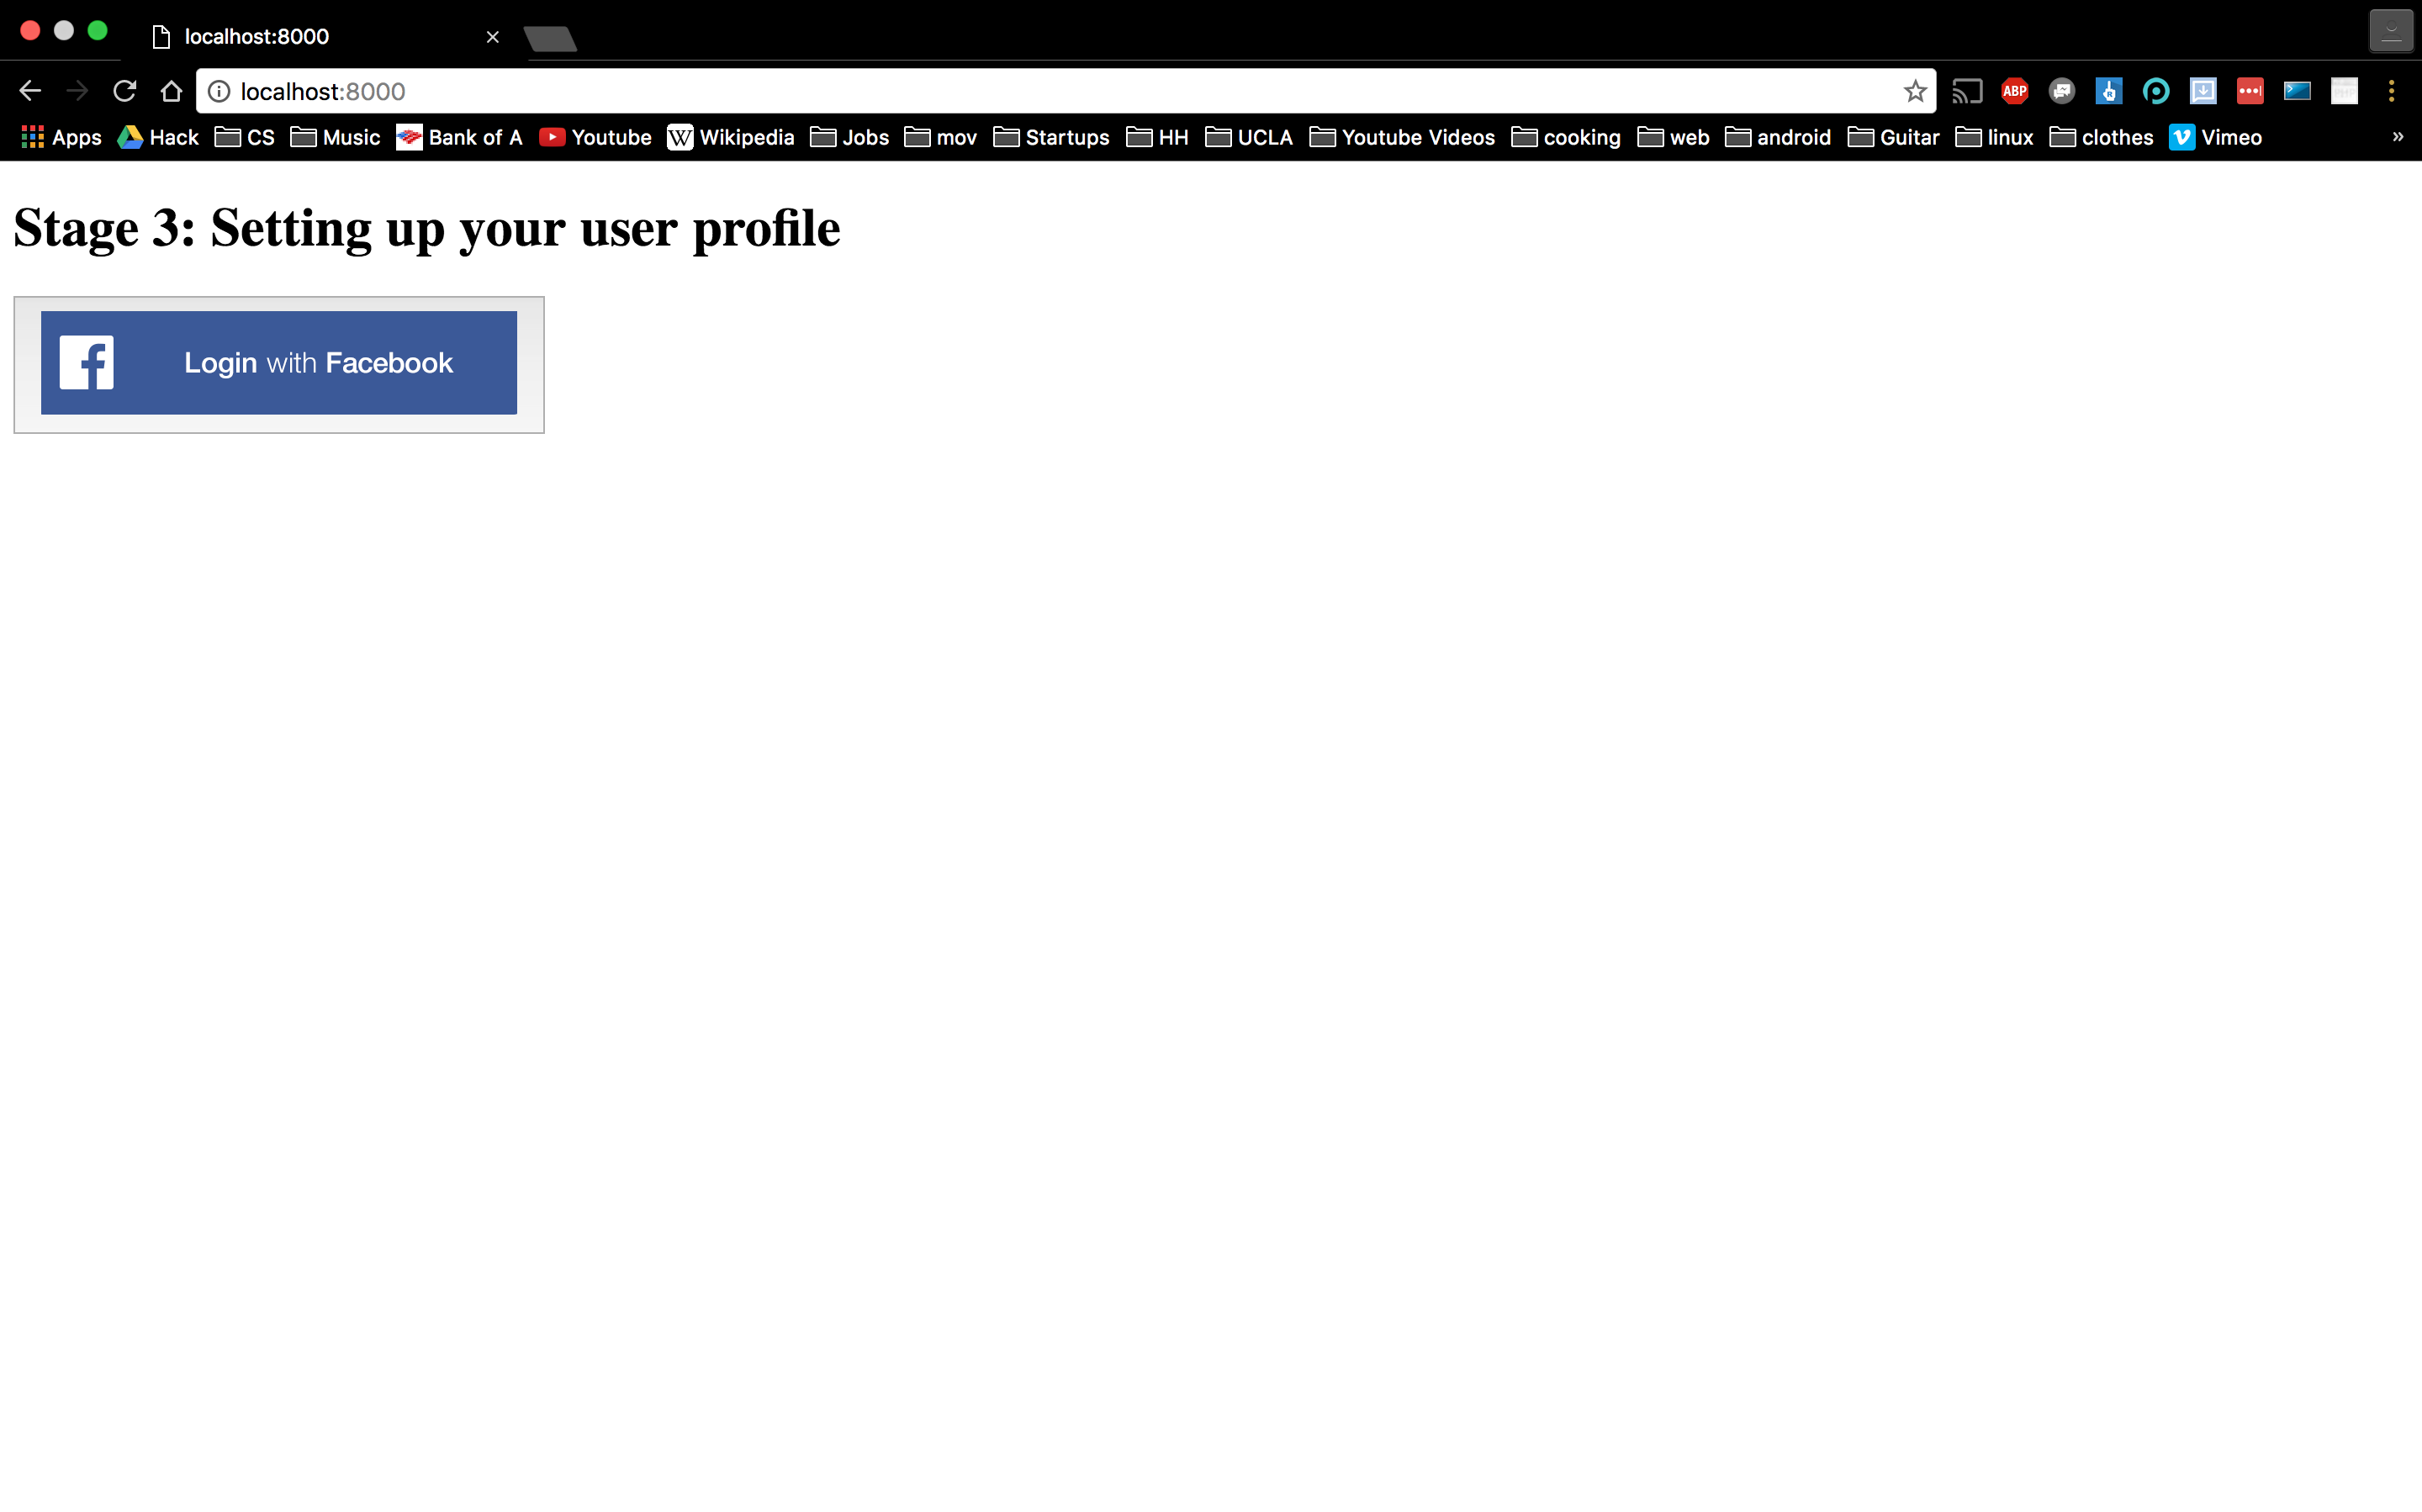 localhost:8000
localhost:8000
ABP
Apps Hack CS Music Bank of A Youtube W Wikipedia Jobs mov Startups HH UCLA Youtube Videos cooking web android Guitar linux clothes Vimeo »
Stage 3: Setting up your user profile
Login with Facebook